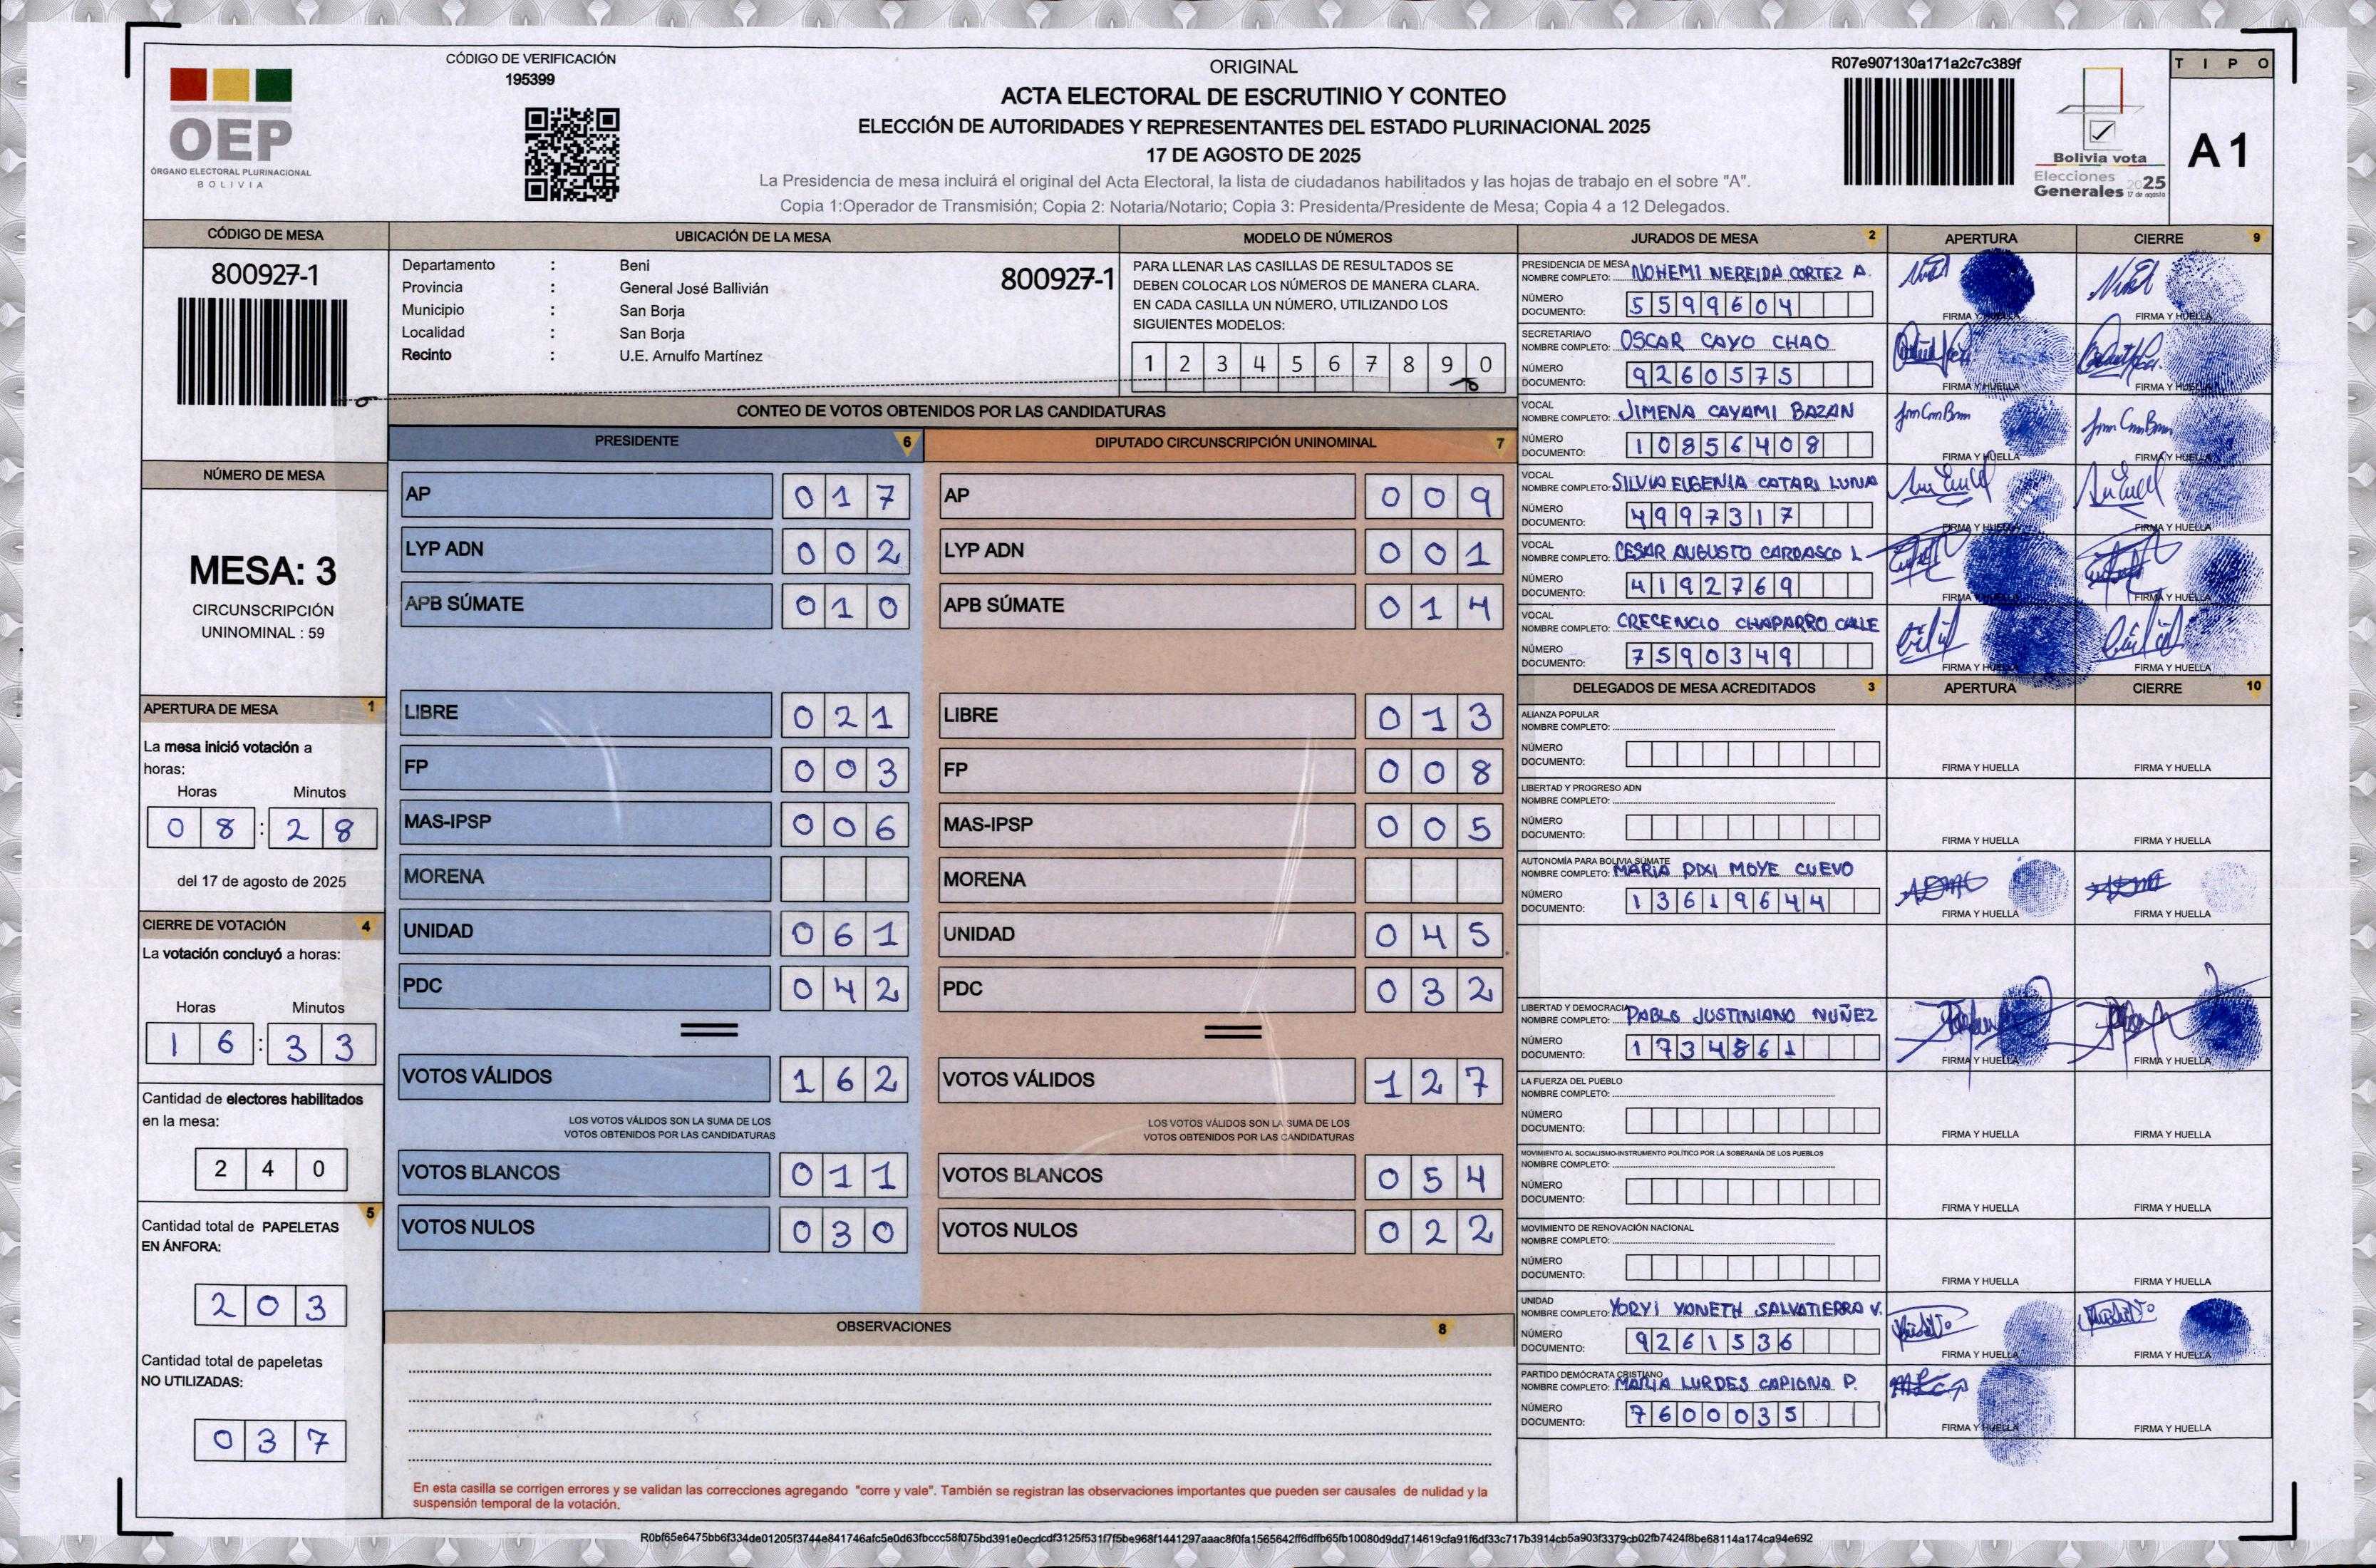 CÓDIGO DE VERIFICACIÓN
195399
OEP
ÓRGANO ELECTORAL PLURINACIONAL
BOLIVIA
ORIGINAL
ACTA ELECTORAL DE ESCRUTINIO Y CONTEO
ELECCIÓN DE AUTORIDADES Y REPRESENTANTES DEL ESTADO PLURINACIONAL 2025
17 DE AGOSTO DE 2025
La Presidencia de mesa incluirá el original del Acta Electoral, la lista de ciudadanos habilitados y las hojas de trabajo en el sobre "A".
Copia 1:Operador de Transmisión; Copia 2: Notaria/Notario; Copia 3: Presidenta/Presidente de Mesa; Copia 4 a 12 Delegados.
R07e907130a171a2c7c389f
Bolivia vota
Elecciones
Generales 2025
17 de agosto
TIPO
A 1
CÓDIGO DE MESA
800927-1
UBICACIÓN DE LA MESA
Departamento : Beni
Provincia : General José Ballivián
Municipio : San Borja
Localidad : San Borja
Recinto : U.E. Arnulfo Martínez
800927-1
MODELO DE NÚMEROS
PARA LLENAR LAS CASILLAS DE RESULTADOS SE
DEBEN COLOCAR LOS NÚMEROS DE MANERA CLARA.
EN CADA CASILLA UN NÚMERO, UTILIZANDO LOS
SIGUIENTES MODELOS:
1 2 3 4 5 6 7 8 9 0
NÚMERO DE MESA
MESA: 3
CIRCUNSCRIPCIÓN
UNINOMINAL : 59
APERTURA DE MESA 1
La mesa inició votación a
horas:
Horas Minutos
0 8 : 2 8
del 17 de agosto de 2025
CIERRE DE VOTACIÓN 4
La votación concluyó a horas:
Horas Minutos
1 6 : 3 3
Cantidad de electores habilitados
en la mesa:
2 4 0
5
Cantidad total de PAPELETAS
EN ÁNFORA:
2 0 3
Cantidad total de papeletas
NO UTILIZADAS:
0 3 7
CONTEO DE VOTOS OBTENIDOS POR LAS CANDIDATURAS
PRESIDENTE 6
AP 0 1 7
LYP ADN 0 0 2
APB SÚMATE 0 1 0
LIBRE 0 2 1
FP 0 0 3
MAS-IPSP 0 0 6
MORENA
UNIDAD 0 6 1
PDC 0 4 2
VOTOS VÁLIDOS 1 6 2
LOS VOTOS VÁLIDOS SON LA SUMA DE LOS
VOTOS OBTENIDOS POR LAS CANDIDATURAS
VOTOS BLANCOS 0 1 1
VOTOS NULOS 0 3 0
DIPUTADO CIRCUNSCRIPCIÓN UNINOMINAL 7
AP 0 0 9
LYP ADN 0 0 1
APB SÚMATE 0 1 4
LIBRE 0 1 3
FP 0 0 8
MAS-IPSP 0 0 5
MORENA
UNIDAD 0 4 5
PDC 0 3 2
VOTOS VÁLIDOS 1 2 7
LOS VOTOS VÁLIDOS SON LA SUMA DE LOS
VOTOS OBTENIDOS POR LAS CANDIDATURAS
VOTOS BLANCOS 0 5 4
VOTOS NULOS 0 2 2
OBSERVACIONES 8
En esta casilla se corrigen errores y se validan las correcciones agregando "corre y vale". También se registran las observaciones importantes que pueden ser causales de nulidad y la
suspensión temporal de la votación.
JURADOS DE MESA 2 APERTURA CIERRE 9
PRESIDENCIA DE MESA
NOMBRE COMPLETO: NOHEMI NEREIDA CORTEZ A.
NÚMERO
DOCUMENTO: 5599604
FIRMA Y HUELLA FIRMA Y HUELLA
SECRETARIA/O
NOMBRE COMPLETO: OSCAR CAYO CHAO
NÚMERO
DOCUMENTO: 9260575
FIRMA Y HUELLA FIRMA Y HUELLA
VOCAL
NOMBRE COMPLETO: JIMENA CAYAMI BAZAN
NÚMERO
DOCUMENTO: 10856408
FIRMA Y HUELLA FIRMA Y HUELLA
VOCAL
NOMBRE COMPLETO: SILVIA EUGENIA CATARI LUNA
NÚMERO
DOCUMENTO: 4997317
FIRMA Y HUELLA FIRMA Y HUELLA
VOCAL
NOMBRE COMPLETO: CESAR AUGUSTO CARDASCO L
NÚMERO
DOCUMENTO: 4192769
FIRMA Y HUELLA FIRMA Y HUELLA
VOCAL
NOMBRE COMPLETO: CRECENCIO CHAPARRO CALLE
NÚMERO
DOCUMENTO: 7590349
FIRMA Y HUELLA FIRMA Y HUELLA
DELEGADOS DE MESA ACREDITADOS 3 APERTURA CIERRE 10
ALIANZA POPULAR
NOMBRE COMPLETO:
NÚMERO
DOCUMENTO:
FIRMA Y HUELLA FIRMA Y HUELLA
LIBERTAD Y PROGRESO ADN
NOMBRE COMPLETO:
NÚMERO
DOCUMENTO:
FIRMA Y HUELLA FIRMA Y HUELLA
AUTONOMÍA PARA BOLIVIA SÚMATE
NOMBRE COMPLETO: MARIA DIXI MOYE CUEVO
NÚMERO
DOCUMENTO: 13619644
FIRMA Y HUELLA FIRMA Y HUELLA
LIBERTAD Y DEMOCRACIA
NOMBRE COMPLETO: PABLO JUSTINIANO NUÑEZ
NÚMERO
DOCUMENTO: 1734861
FIRMA Y HUELLA FIRMA Y HUELLA
LA FUERZA DEL PUEBLO
NOMBRE COMPLETO:
NÚMERO
DOCUMENTO:
FIRMA Y HUELLA FIRMA Y HUELLA
MOVIMIENTO AL SOCIALISMO-INSTRUMENTO POLÍTICO POR LA SOBERANÍA DE LOS PUEBLOS
NOMBRE COMPLETO:
NÚMERO
DOCUMENTO:
FIRMA Y HUELLA FIRMA Y HUELLA
MOVIMIENTO DE RENOVACIÓN NACIONAL
NOMBRE COMPLETO:
NÚMERO
DOCUMENTO:
FIRMA Y HUELLA FIRMA Y HUELLA
UNIDAD
NOMBRE COMPLETO: YORYI YONETH SALVATIERRA V.
NÚMERO
DOCUMENTO: 9261536
FIRMA Y HUELLA FIRMA Y HUELLA
PARTIDO DEMÓCRATA CRISTIANO
NOMBRE COMPLETO: MARIA LURDES CAPIONA P.
NÚMERO
DOCUMENTO: 7600035
FIRMA Y HUELLA FIRMA Y HUELLA